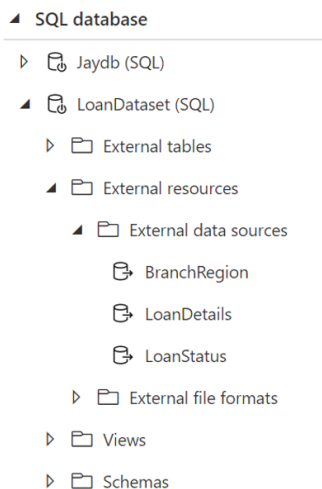 SQL database
Jaydb (SQL)
LoanDataset (SQL)
External tables
External resources
External data sources
BranchRegion
LoanDetails
LoanStatus
External file formats
Views
Schemas